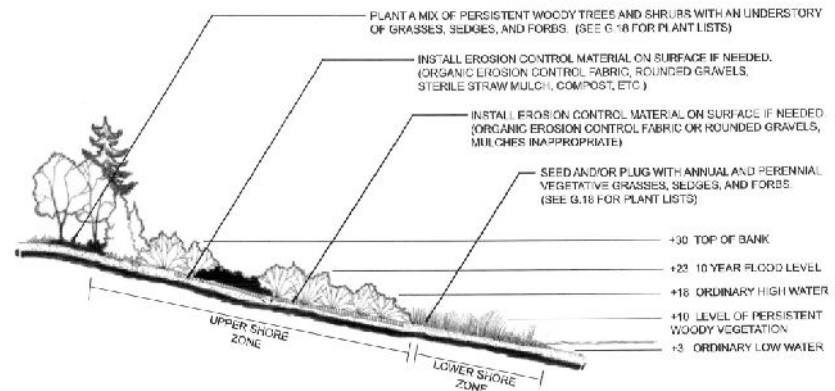 PLANT A MIX OF PERSISTENT WOODY TREES AND SHRUBS WITH AN UNDERSTORY
OF GRASSES, SEDGES, AND FORBS. (SEE G.18 FOR PLANT LISTS)
INSTALL EROSION CONTROL MATERIAL ON SURFACE IF NEEDED.
(ORGANIC EROSION CONTROL FABRIC, ROUNDED GRAVELS,
STERILE STRAW MULCH, COMPOST, ETC.)
INSTALL EROSION CONTROL MATERIAL ON SURFACE IF NEEDED.
(ORGANIC EROSION CONTROL FABRIC OR ROUNDED GRAVELS,
MULCHES INAPPROPRIATE)
SEED AND/OR PLUG WITH ANNUAL AND PERENNIAL
VEGETATIVE GRASSES, SEDGES, AND FORBS.
(SEE G.18 FOR PLANT LISTS)
+30 TOP OF BANK
+23 10 YEAR FLOOD LEVEL
+18 ORDINARY HIGH WATER
+10 LEVEL OF PERSISTENT
WOODY VEGETATION
+3 ORDINARY LOW WATER
UPPER SHORE
ZONE
LOWER SHORE
ZONE